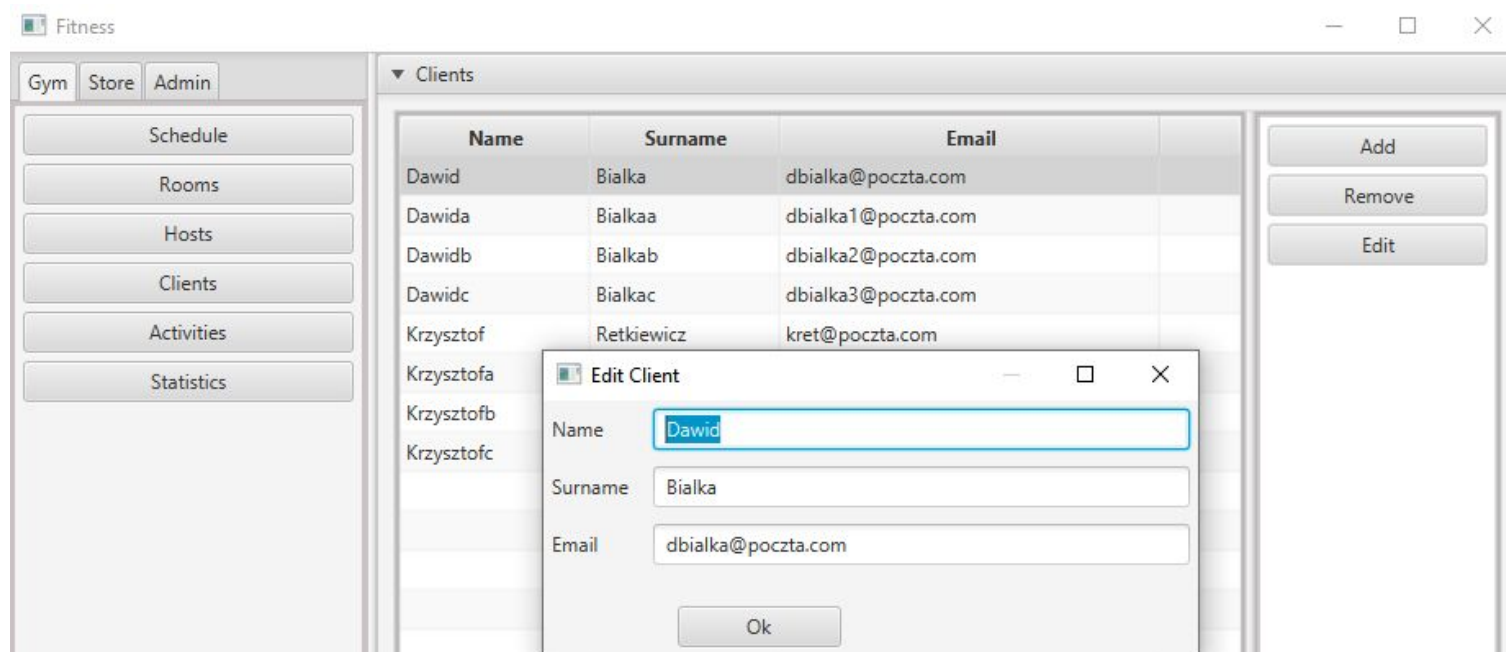 Fitness
Gym Store Admin
Schedule
Rooms
Hosts
Clients
Activities
Statistics
Clients
Name Surname Email
Dawid Bialka dbialka@poczta.com
Dawida Bialkaa dbialka1@poczta.com
Dawidb Bialkab dbialka2@poczta.com
Dawidc Bialkac dbialka3@poczta.com
Krzysztof Retkiewicz kret@poczta.com
Krzysztofa
Krzysztofb
Krzysztofc
Add
Remove
Edit
Edit Client
Name Dawid
Surname Bialka
Email dbialka@poczta.com
Ok